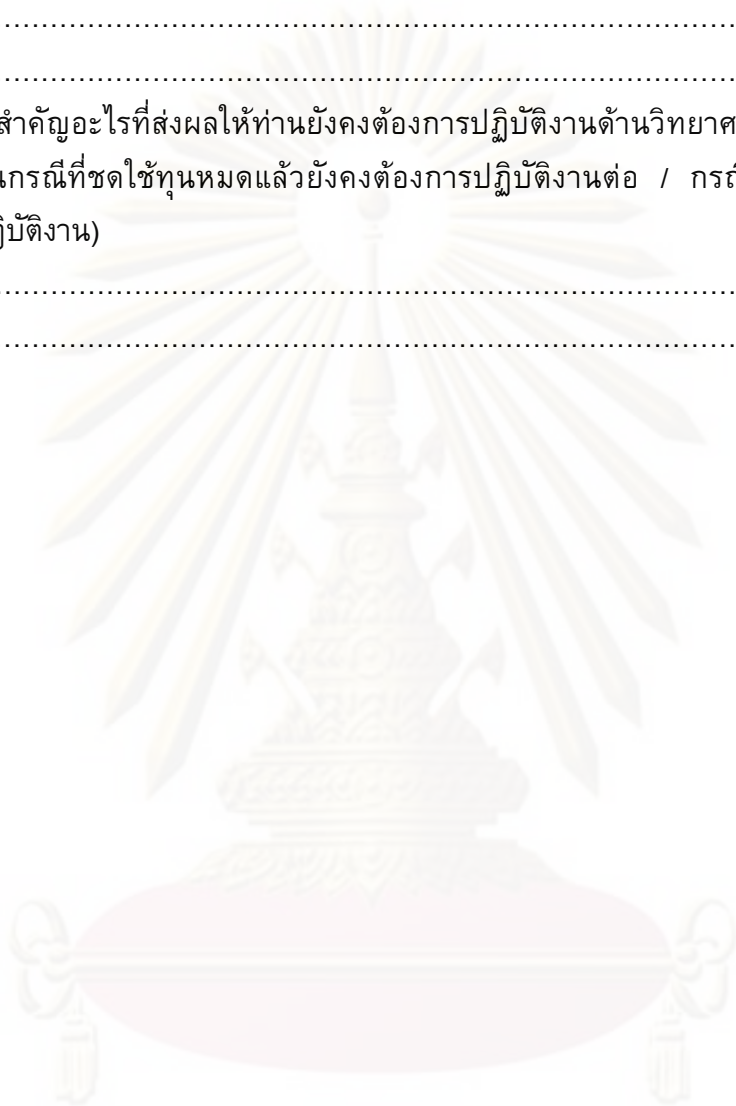 ................................................................................
................................................................................
สำคัญอะไรที่ส่งผลให้ท่านยังคงต้องการปฏิบัติงานด้านวิทยาศ
กรณีที่ชดใช้ทุนหมดแล้วยังคงต้องการปฏิบัติงานต่อ / กรณี
ฏิบัติงาน)
................................................................................
................................................................................